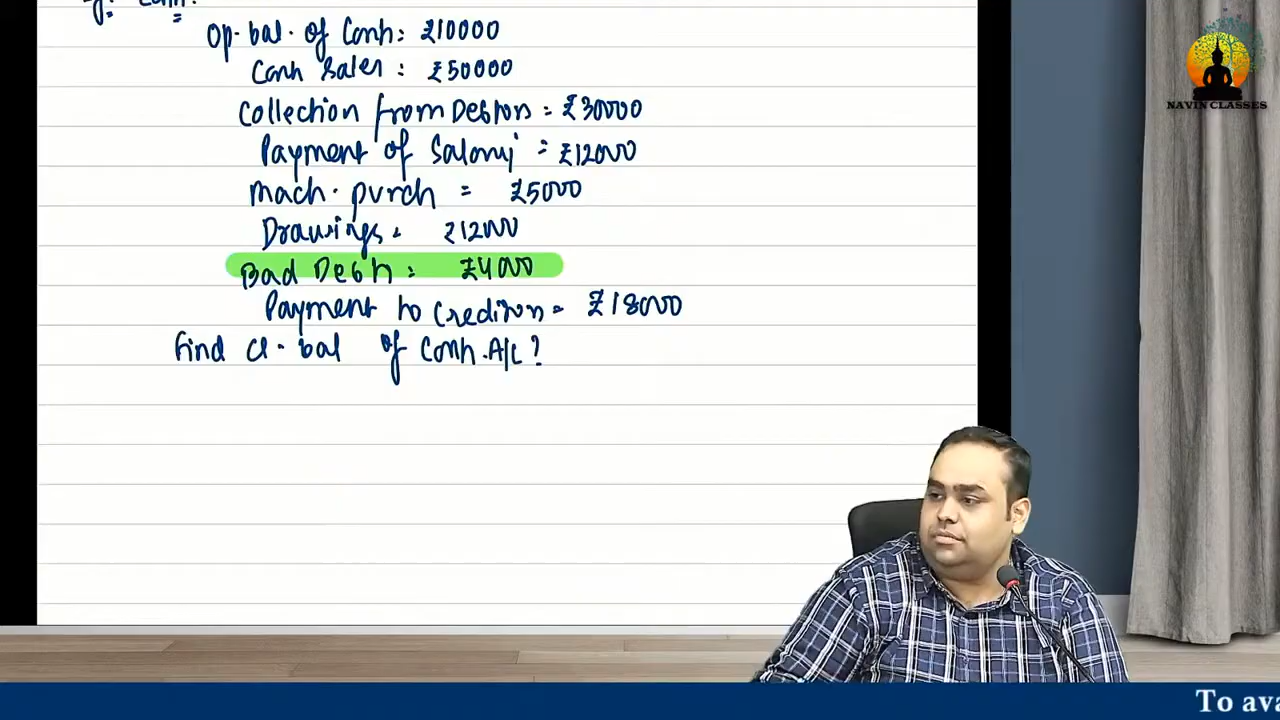 Op. bal. of Cash: ₹10000
Cash Sales : ₹50000
Collection from Debtors = ₹30000
Payment of Salary = ₹12000
Mach. purch = ₹5000
Drawings = ₹12000
Bad Debts : ₹4000
Payment to Creditors = ₹18000
Find cl. bal of Cash A/c ?
NAVIN CLASSES
To ava